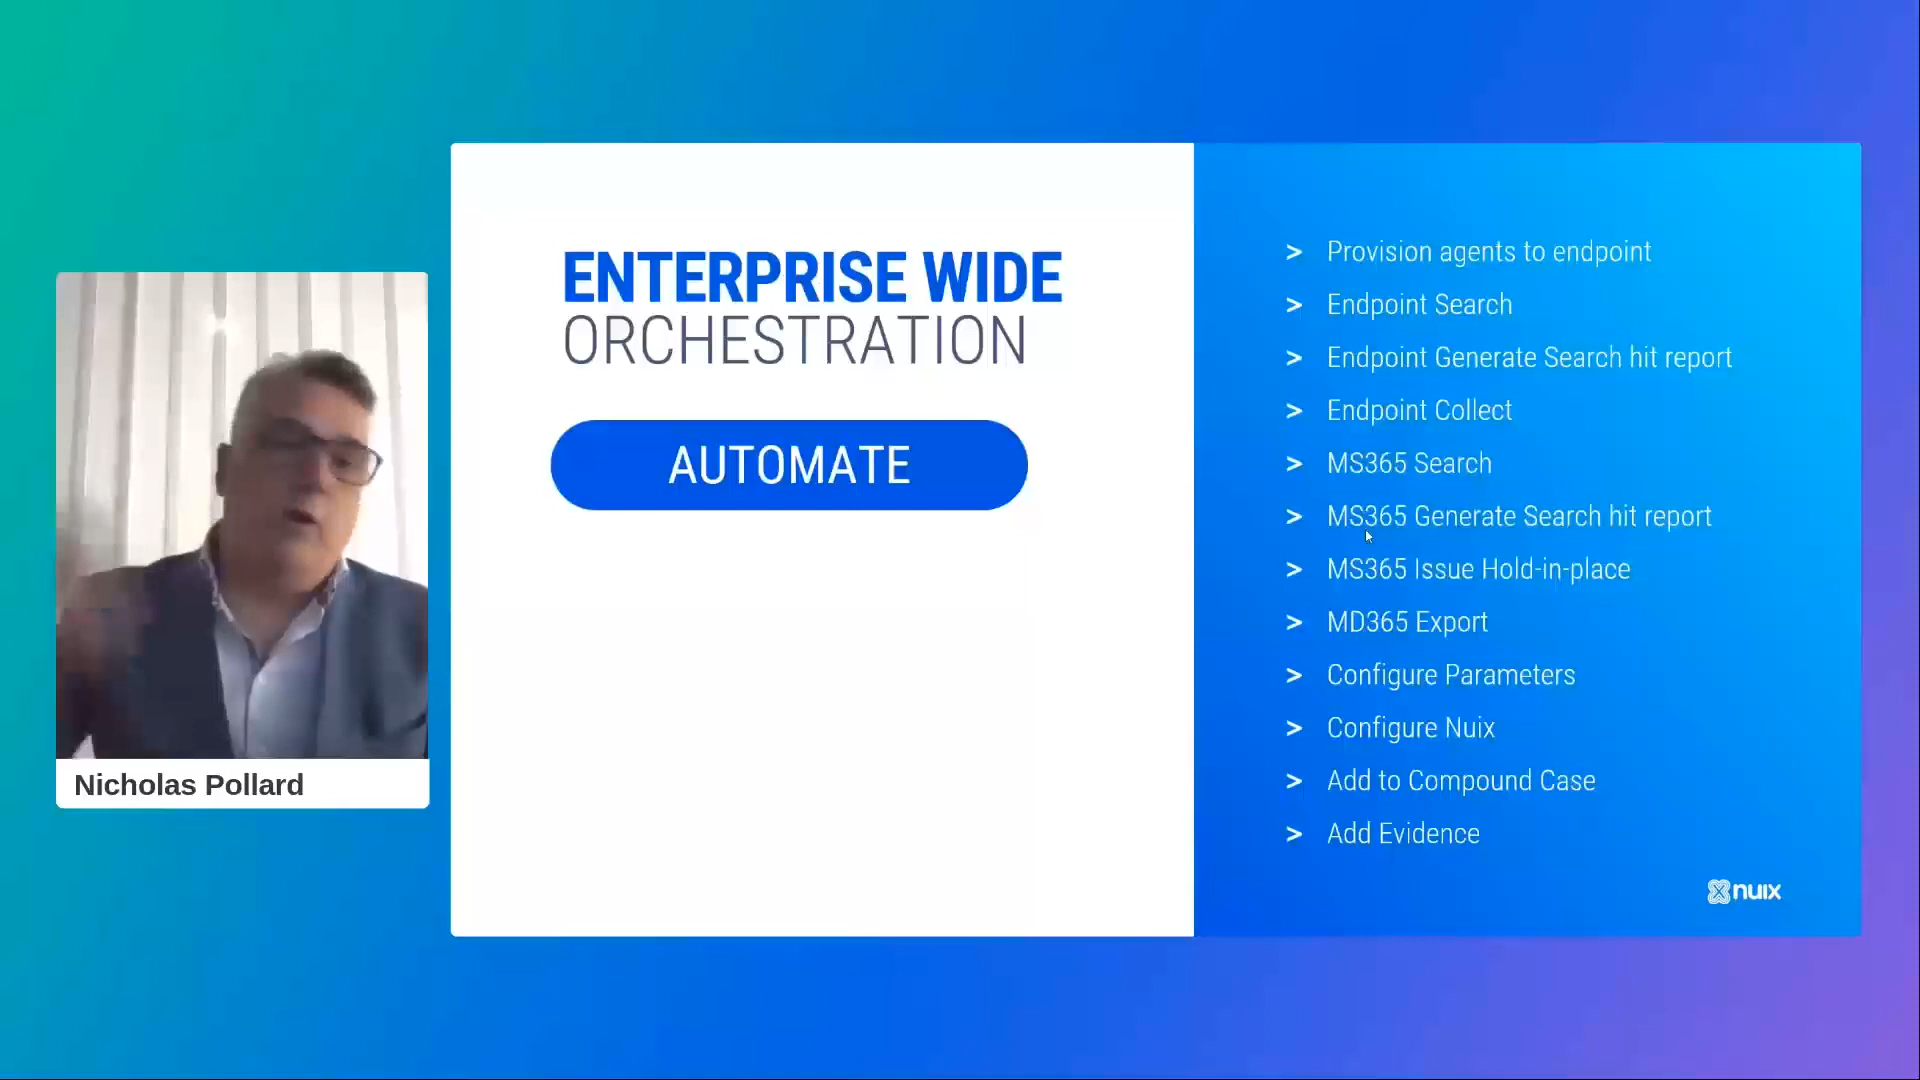 Nicholas Pollard
ENTERPRISE WIDE
ORCHESTRATION
AUTOMATE
> Provision agents to endpoint
> Endpoint Search
> Endpoint Generate Search hit report
> Endpoint Collect
> MS365 Search
> MS365 Generate Search hit report
> MS365 Issue Hold-in-place
> MD365 Export
> Configure Parameters
> Configure Nuix
> Add to Compound Case
> Add Evidence
nuix